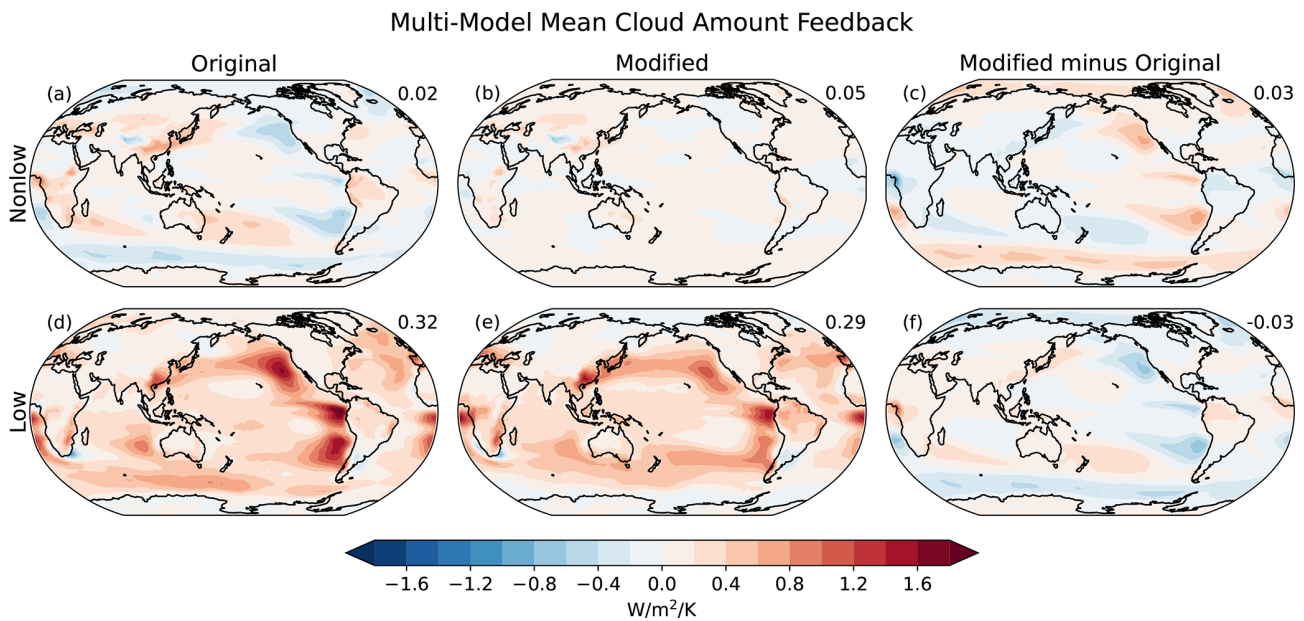 Multi-Model Mean Cloud Amount Feedback
Original
Modified
Modified minus Original
(a)
0.02
(b)
0.05
(c)
0.03
Nonlow
(d)
0.32
(e)
0.29
(f)
-0.03
Low
−1.6 −1.2 −0.8 −0.4 0.0 0.4 0.8 1.2 1.6
W/m²/K